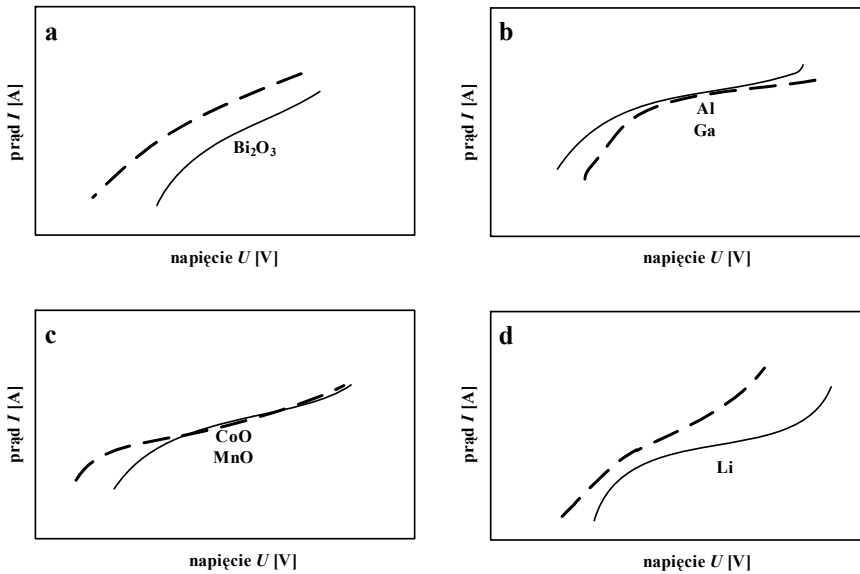 a
prąd I [A]
Bi₂O₃
napięcie U [V]
b
prąd I [A]
Al
Ga
napięcie U [V]
c
prąd I [A]
CoO
MnO
napięcie U [V]
d
prąd I [A]
Li
napięcie U [V]